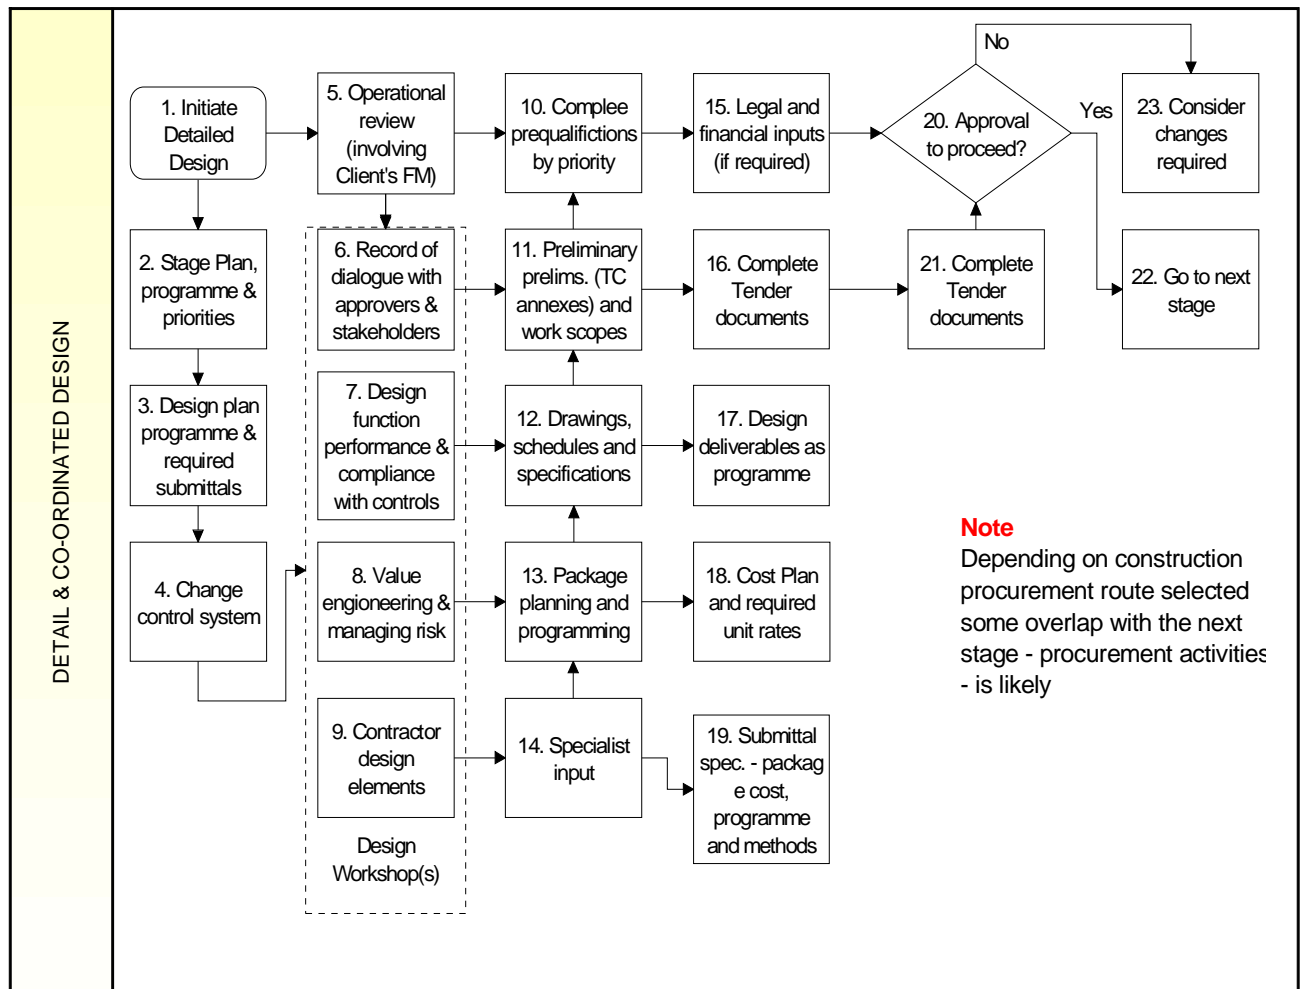 DETAIL & CO-ORDINATED DESIGN
1. Initiate
Detailed
Design
2. Stage Plan,
programme &
priorities
3. Design plan
programme &
required
submittals
4. Change
control system
5. Operational
review
(involving
Client's FM)
6. Record of
dialogue with
approvers &
stakeholders
7. Design
function
performance &
compliance
with controls
8. Value
engioneering &
managing risk
9. Contractor
design
elements
Design
Workshop(s)
10. Complee
prequalifictions
by priority
11. Preliminary
prelims. (TC
annexes) and
work scopes
12. Drawings,
schedules and
specifications
13. Package
planning and
programming
14. Specialist
input
15. Legal and
financial inputs
(if required)
16. Complete
Tender
documents
17. Design
deliverables as
programme
18. Cost Plan
and required
unit rates
19. Submittal
spec. - packag
e cost,
programme
and methods
20. Approval
to proceed?
No
Yes
21. Complete
Tender
documents
22. Go to next
stage
23. Consider
changes
required
Note
Depending on construction
procurement route selected
some overlap with the next
stage - procurement activities
- is likely